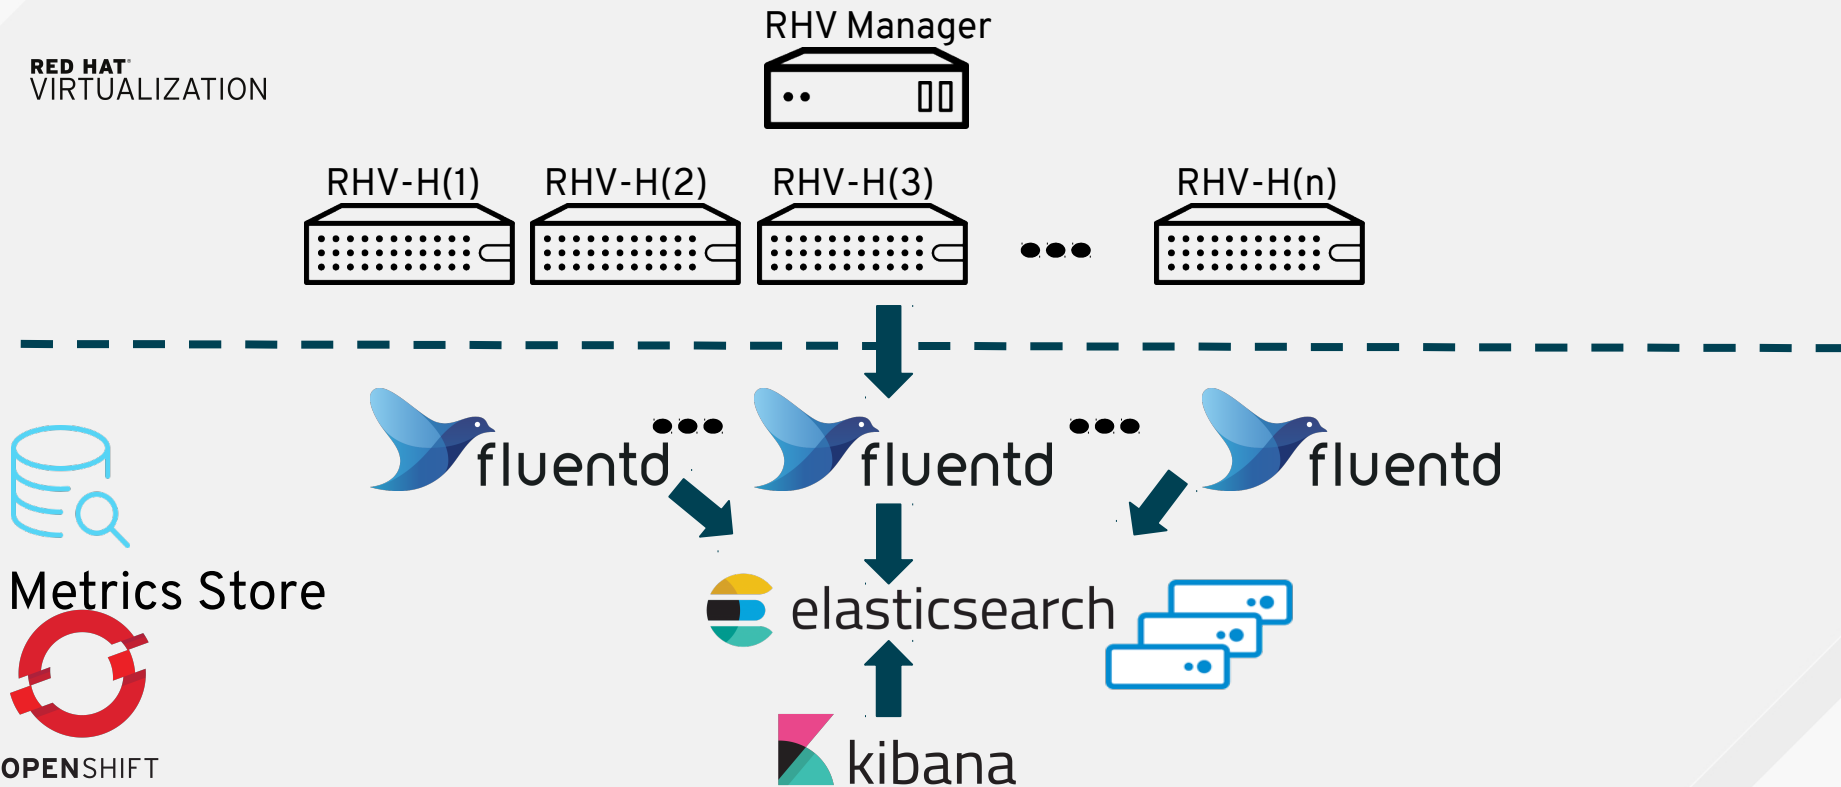 RHV Manager
RED HAT®
VIRTUALIZATION
RHV-H(1) RHV-H(2) RHV-H(3) RHV-H(n)
fluentd fluentd fluentd
Metrics Store
elasticsearch
OPENSHIFT
kibana